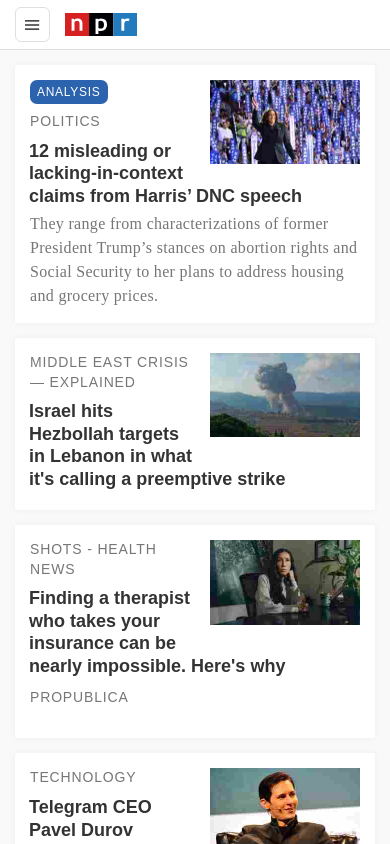 npr
ANALYSIS
POLITICS
12 misleading or
lacking-in-context
claims from Harris’ DNC speech
They range from characterizations of former
President Trump’s stances on abortion rights and
Social Security to her plans to address housing
and grocery prices.
MIDDLE EAST CRISIS
— EXPLAINED
Israel hits
Hezbollah targets
in Lebanon in what
it's calling a preemptive strike
SHOTS - HEALTH
NEWS
Finding a therapist
who takes your
insurance can be
nearly impossible. Here's why
PROPUBLICA
TECHNOLOGY
Telegram CEO
Pavel Durov